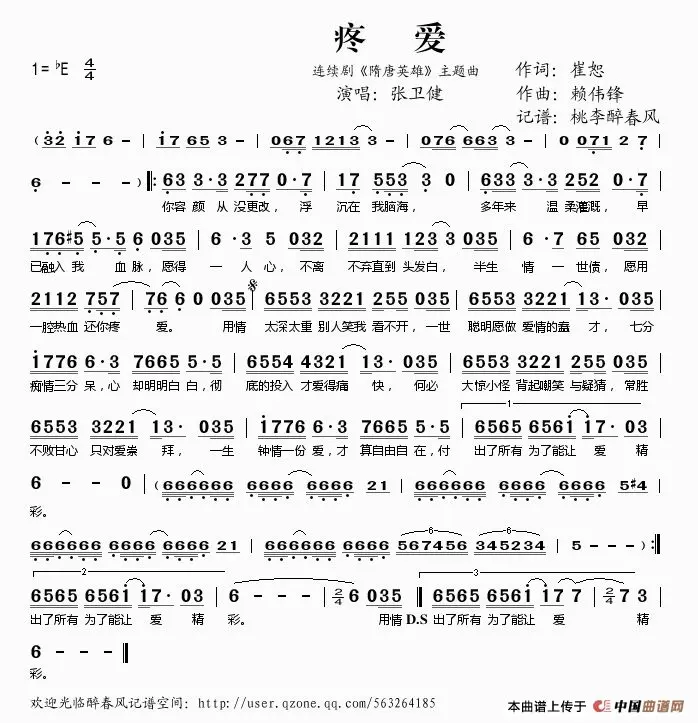 疼 爱
1= ♭E 4/4
连续剧《隋唐英雄》主题曲
演唱：张卫健
作词：崔恕
作曲：赖伟锋
记谱：桃李醉春风
( 32 17 6 - | 17 65 3 - | 067 1213 3 - | 076 663 3 - | 0 071 2 7 |
6 - - ) ‖: 63 3·3 277 0·7 | 17 553 3 0 | 633 3·3 252 0·7 |
你容 颜从 没更改，浮 沉在 我脑海， 多年来 温 柔灌溉，早
176#5 5·5 6 035 | 6 ·3 5 032 | 2111 123 3 035 | 6 ·7 65 032 |
已融入我 血脉，愿得 一 人心，不离 不弃直到 头发白，半生 情 一 世债，愿用
2112 757 | 76 6 0 035 | 6553 3221 255 035 | 6553 3221 13· 035 |
一腔热血 还你疼 爱。 用情 太深太重 别人笑我 看不开，一世 聪明愿做 爱情的蠢 才，七分
1776 6·3 7665 5·5 | 6554 4321 13· 035 | 6553 3221 255 035 |
痴情三分 呆，心 却明明白 白，彻 底的投入 才爱得痛 快，何必 大惊小怪 背起嘲笑 与疑猜，常胜
6553 3221 13· 035 | 1776 6·3 7665 5·5 | 6565 6561 17· 035 |
1
不败甘心 只对爱崇 拜，一生 钟情一份 爱，才 算自由自 在，付 出了所有 为了能让 爱 精
6 - - 0 | ( 666666 6666 6666 21 | 666666 6666 6666 5#4 |
彩。
666666 6666 6666 21 | 666666 6666 567456 345234 | 5 - - - ) :‖
6 6
2
6565 6561 17· 03 | 6 - - - | 2/4 6 035 | 6565 6561 17 17 | 2/4 7 3 |
3
出了所有 为了能让 爱 精 彩。 用情 D.S 出了所有 为了能让 爱 精
6 - - - ‖
彩。
欢迎光临醉春风记谱空间：http://user.qzone.qq.com/563264185
本曲谱上传于 中国曲谱网